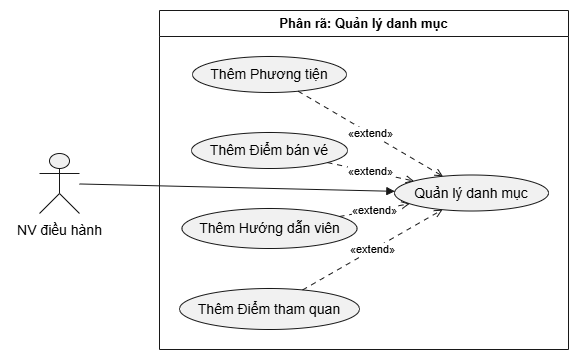 Phân rã: Quản lý danh mục
Thêm Phương tiện
«extend»
Thêm Điểm bán vé
«extend»
Quản lý danh mục
«extend»
NV điều hành
Thêm Hướng dẫn viên
«extend»
Thêm Điểm tham quan